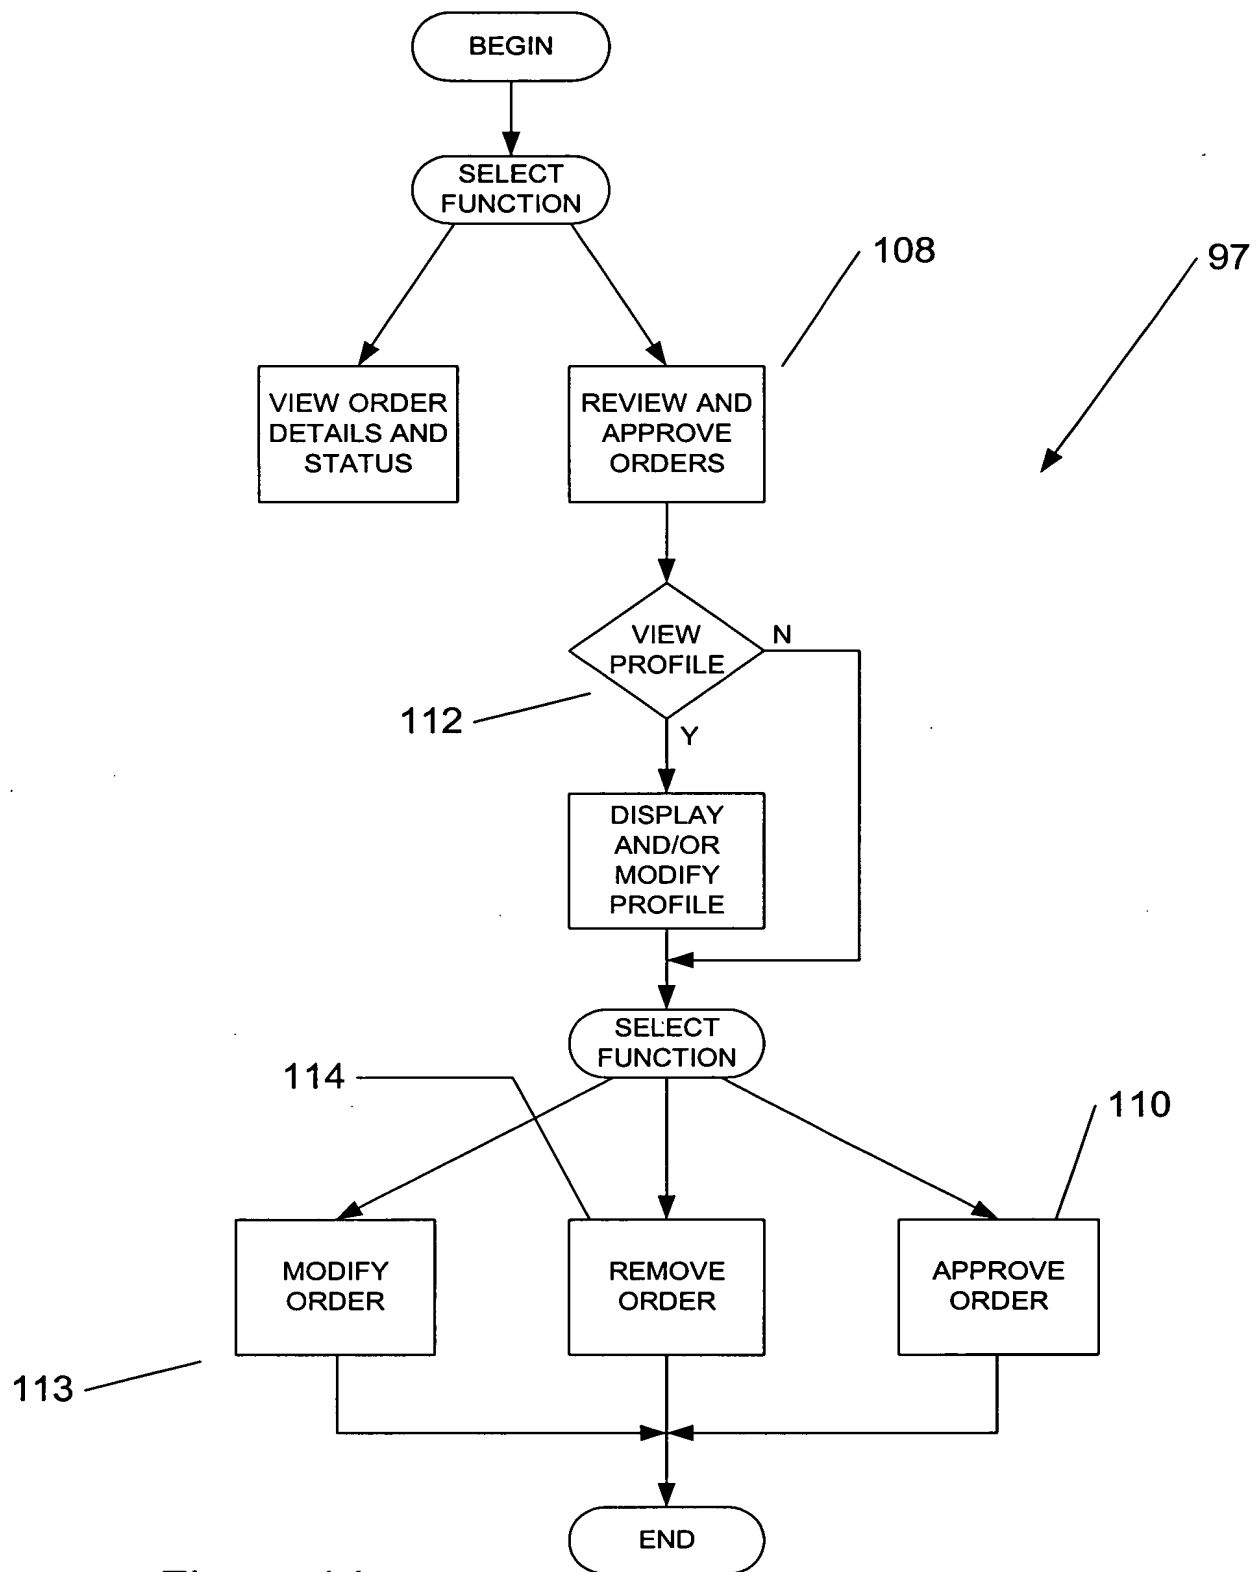 BEGIN
SELECT
FUNCTION
108
97
VIEW ORDER
DETAILS AND
STATUS
REVIEW AND
APPROVE
ORDERS
VIEW
PROFILE
N
112
Y
DISPLAY
AND/OR
MODIFY
PROFILE
SELECT
FUNCTION
114
110
MODIFY
ORDER
REMOVE
ORDER
APPROVE
ORDER
113
END